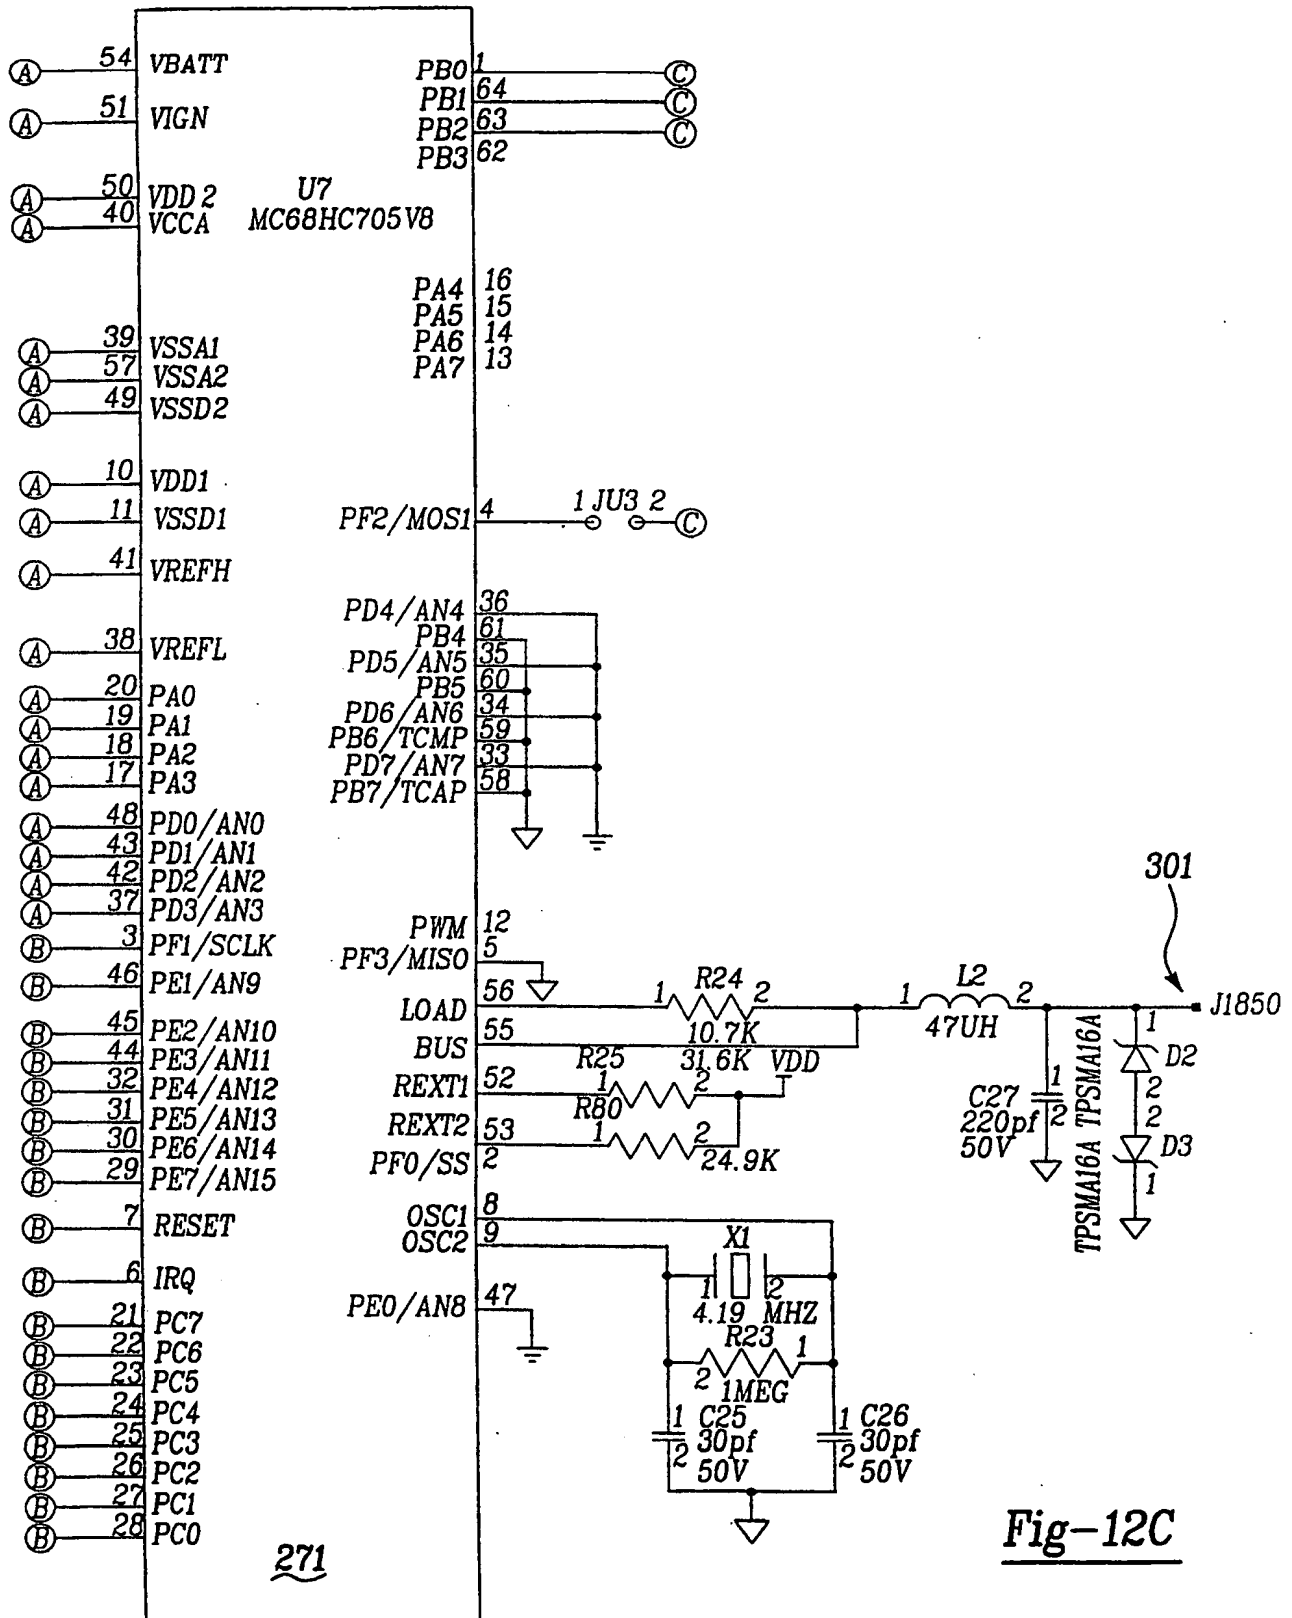 A 54 VBATT
A 51 VIGN
A 50 VDD 2
A 40 VCCA
A 39 VSSA1
A 57 VSSA2
A 49 VSSD2
A 10 VDD1
A 11 VSSD1
A 41 VREFH
A 38 VREFL
A 20 PA0
A 19 PA1
A 18 PA2
A 17 PA3
A 48 PD0/AN0
A 43 PD1/AN1
A 42 PD2/AN2
A 37 PD3/AN3
B 3 PF1/SCLK
B 46 PE1/AN9
B 45 PE2/AN10
B 44 PE3/AN11
B 32 PE4/AN12
B 31 PE5/AN13
B 30 PE6/AN14
B 29 PE7/AN15
B 7 RESET
B 6 IRQ
B 21 PC7
B 22 PC6
B 23 PC5
B 24 PC4
B 25 PC3
B 26 PC2
B 27 PC1
B 28 PC0
U7
MC68HC705V8
271
PB0 1 C
PB1 64 C
PB2 63 C
PB3 62
PA4 16
PA5 15
PA6 14
PA7 13
PF2/MOS1 4 1 JU3 2 C
PD4/AN4 36
PB4 61
PD5/AN5 35
PB5 60
PD6/AN6 34
PB6/TCMP 59
PD7/AN7 33
PB7/TCAP 58
PWM 12
PF3/MISO 5
LOAD 56
BUS 55
REXT1 52
REXT2 53
PF0/SS 2
OSC1 8
OSC2 9
PE0/AN8 47
1 R24 2
10.7K
R25 31.6K VDD
1 2
R80
1 2
24.9K
1 L2 2
47UH
301
J1850
C27 1
220pf 2
50V
TPSMA16A TPSMA16A
1 D2
2
2
D3
1
X1
1 2
4.19 MHZ
R23
2 1
1MEG
1 C25
2 30pf
50V
1 C26
2 30pf
50V
Fig-12C